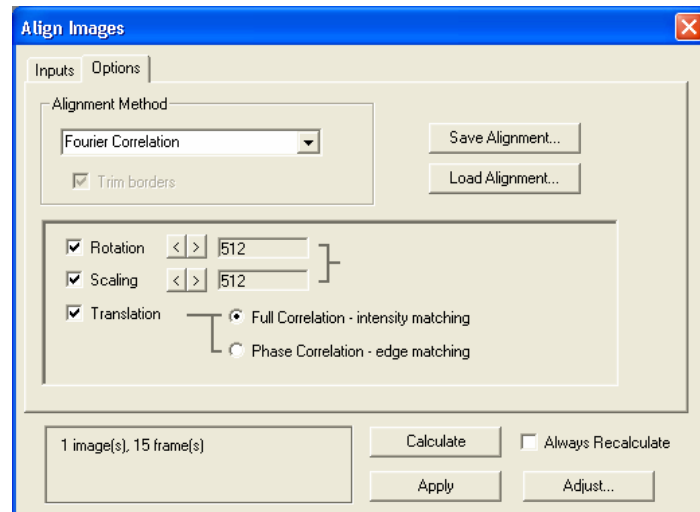 Align Images
Inputs Options
Alignment Method
Fourier Correlation
Save Alignment...
Trim borders
Load Alignment...
Rotation < > 512
Scaling < > 512
Translation
Full Correlation - intensity matching
Phase Correlation - edge matching
1 image(s), 15 frame(s)
Calculate
Always Recalculate
Apply
Adjust...